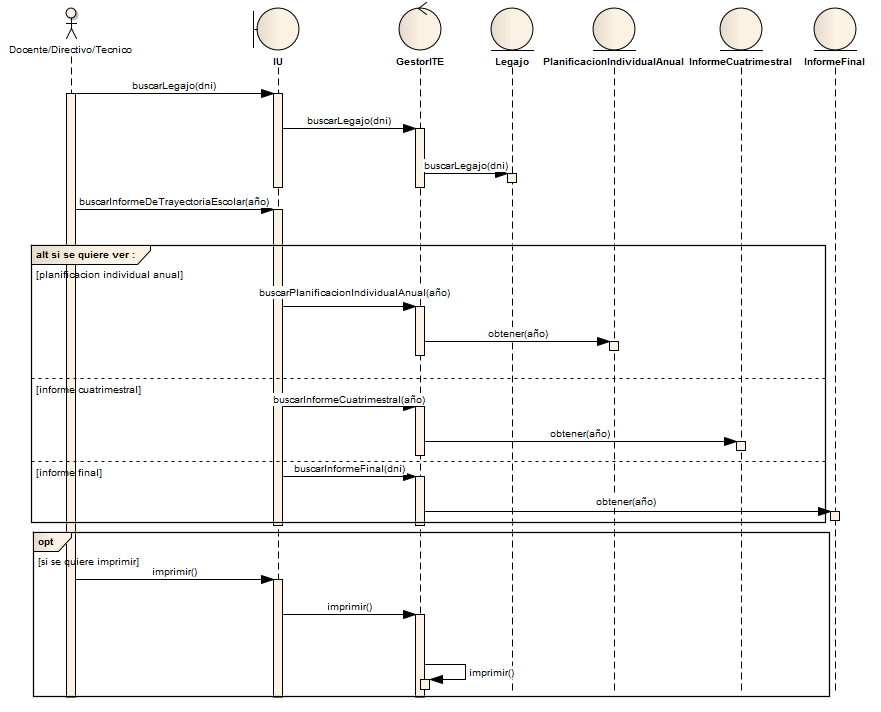 Docente/Directivo/Tecnico
IU
GestorITE
Legajo
PlanificacionIndividualAnual
InformeCuatrimestral
InformeFinal
buscarLegajo(dni)
buscarLegajo(dni)
buscarLegajo(dni)
buscarInformeDeTrayectoriaEscolar(año)
alt si se quiere ver :
[planificacion individual anual]
buscarPlanificacionIndividualAnual(año)
obtener(año)
[informe cuatrimestral]
buscarInformeCuatrimestral(año)
obtener(año)
[informe final]
buscarInformeFinal(dni)
obtener(año)
opt
[si se quiere imprimir]
imprimir()
imprimir()
imprimir()